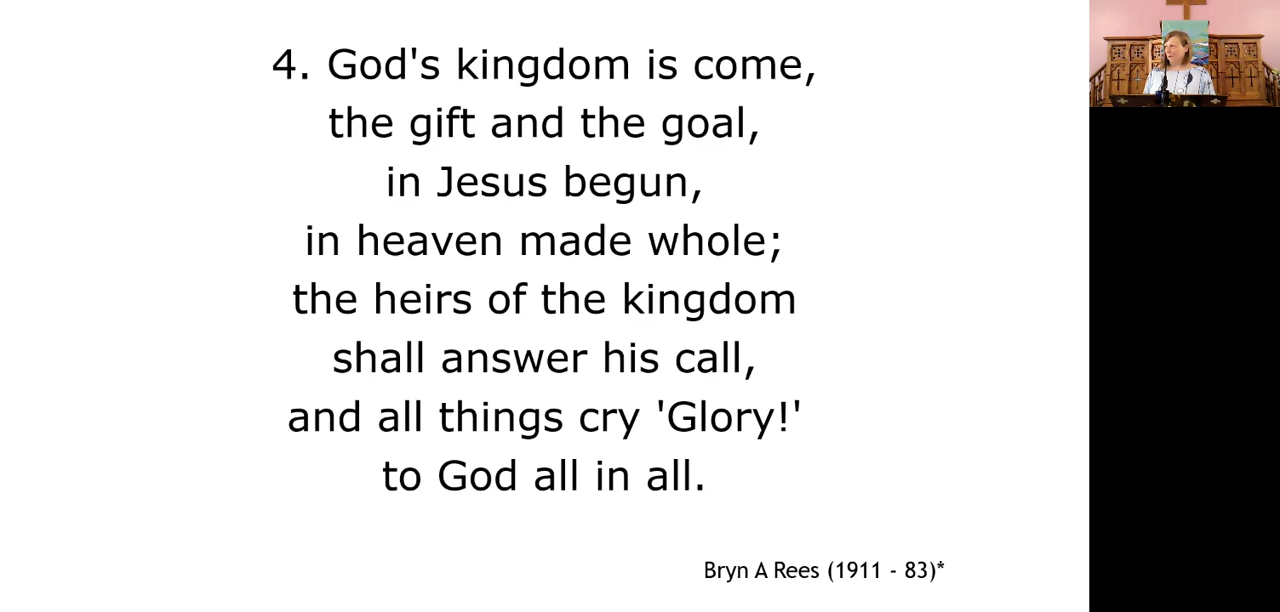 4. God's kingdom is come,
the gift and the goal,
in Jesus begun,
in heaven made whole;
the heirs of the kingdom
shall answer his call,
and all things cry 'Glory!'
to God all in all.
Bryn A Rees (1911 - 83)*